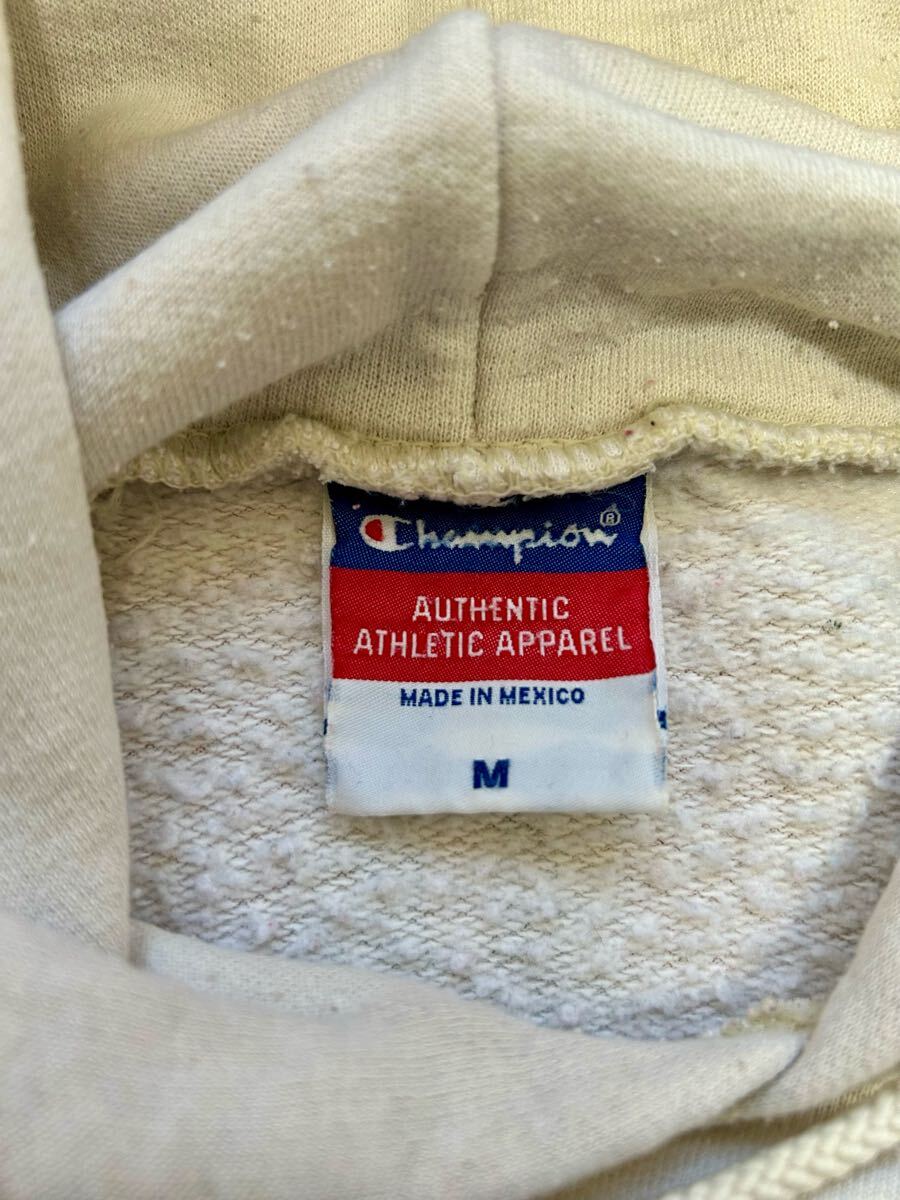 Champion®
AUTHENTIC
ATHLETIC APPAREL
MADE IN MEXICO
M